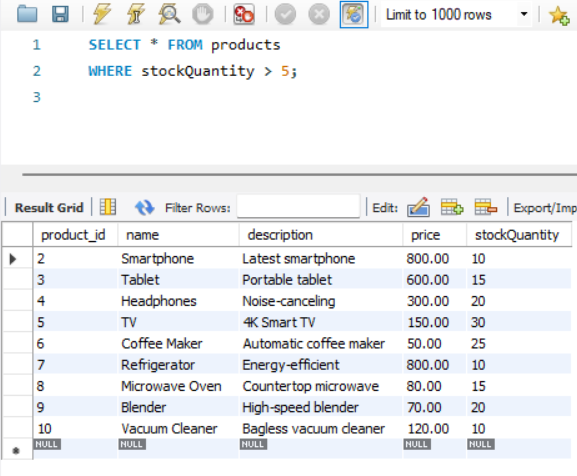 Limit to 1000 rows
1 SELECT * FROM products
2 WHERE stockQuantity > 5;
3
Result Grid Filter Rows: Edit: Export/Imp
product_id name description price stockQuantity
2 Smartphone Latest smartphone 800.00 10
3 Tablet Portable tablet 600.00 15
4 Headphones Noise-canceling 300.00 20
5 TV 4K Smart TV 150.00 30
6 Coffee Maker Automatic coffee maker 50.00 25
7 Refrigerator Energy-efficient 800.00 10
8 Microwave Oven Countertop microwave 80.00 15
9 Blender High-speed blender 70.00 20
10 Vacuum Cleaner Bagless vacuum cleaner 120.00 10
NULL NULL NULL NULL NULL